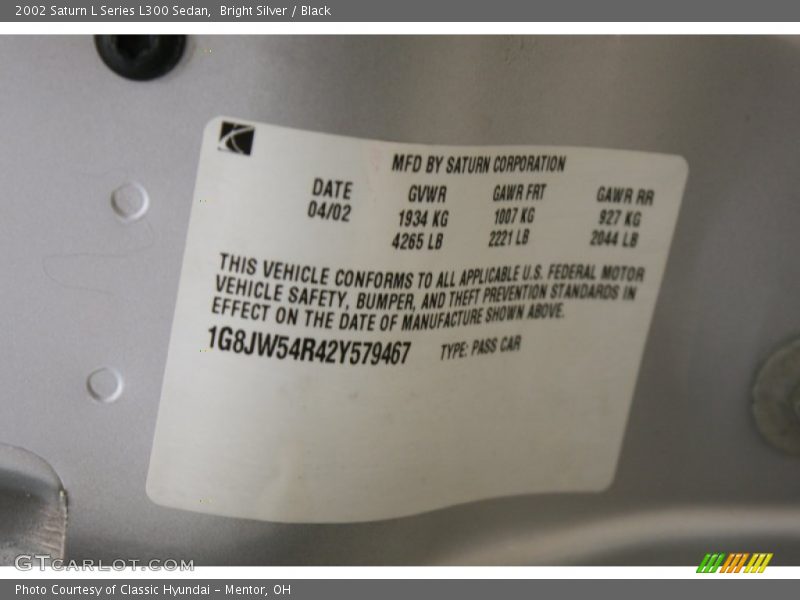 2002 Saturn L Series L300 Sedan, Bright Silver / Black
MFD BY SATURN CORPORATION
DATE GVWR GAWR FRT GAWR RR
04/02 1934 KG 1007 KG 927 KG
4265 LB 2221 LB 2044 LB
THIS VEHICLE CONFORMS TO ALL APPLICABLE U.S. FEDERAL MOTOR
VEHICLE SAFETY, BUMPER, AND THEFT PREVENTION STANDARDS IN
EFFECT ON THE DATE OF MANUFACTURE SHOWN ABOVE.
1G8JW54R42Y579467 TYPE: PASS CAR
GTCARLOT.COM
Photo Courtesy of Classic Hyundai - Mentor, OH